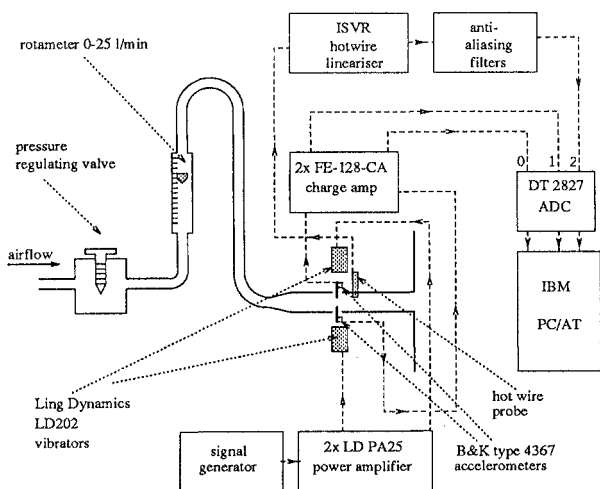 ISVR
hotwire
lineariser
anti-
aliasing
filters
rotameter 0-25 l/min
pressure
regulating valve
2x FE-128-CA
charge amp
0 1 2
DT 2827
ADC
airflow
IBM
PC/AT
Ling Dynamics
LD202
vibrators
hot wire
probe
B&K type 4367
accelerometers
signal
generator
2x LD PA25
power amplifier